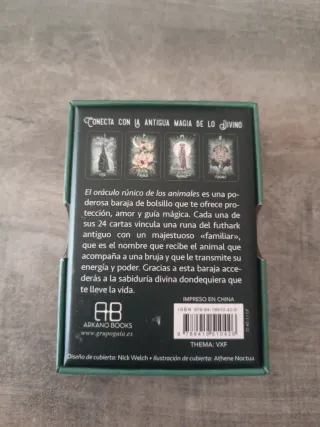 Conecta con la antigua magia de lo Divino
El oráculo rúnico de los animales es una po-
derosa baraja de bolsillo que te ofrece pro-
tección, amor y guía mágica. Cada una de
sus 24 cartas vincula una runa del futhark
antiguo con un majestuoso «familiar»,
que es el nombre que recibe el animal que
acompaña a una bruja y que le transmite su
energía y poder. Gracias a esta baraja acce-
derás a la sabiduría divina dondequiera que
te lleve la vida.
AB
ARKANO BOOKS
www.grupogaia.es
IMPRESO EN CHINA
THEMA: VXF
Diseño de cubierta: Nick Welch • Ilustración de cubierta: Athene Noctua